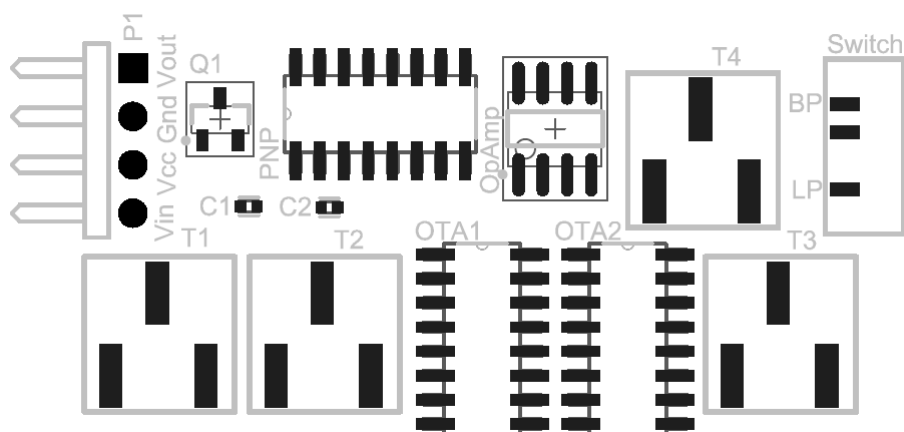 P1
Vin Vcc Gnd Vout
Q1
PNP
OpAmp
T4
Switch
BP
LP
C1
C2
T1
T2
OTA1
OTA2
T3